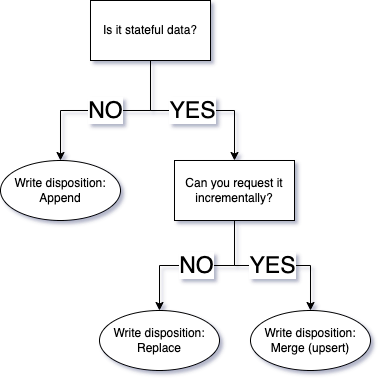 Is it stateful data?
NO
YES
Write disposition:
Append
Can you request it
incrementally?
NO
YES
Write disposition:
Replace
Write disposition:
Merge (upsert)